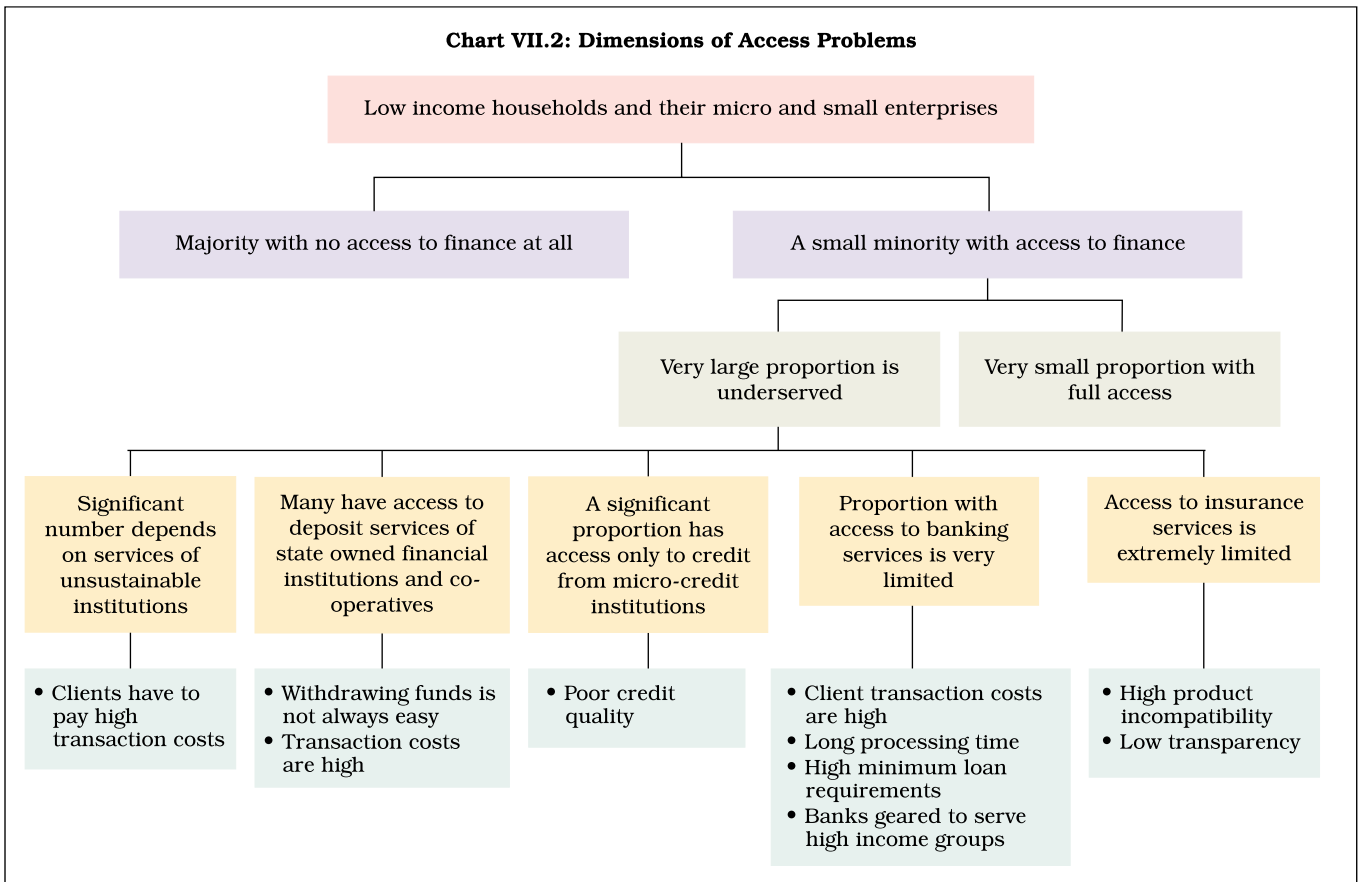 Chart VII.2: Dimensions of Access Problems
Low income households and their micro and small enterprises
Majority with no access to finance at all
A small minority with access to finance
Very large proportion is
underserved
Very small proportion with
full access
Significant
number depends
on services of
unsustainable
institutions
Many have access to
deposit services of
state owned financial
institutions and co-
operatives
A significant
proportion has
access only to credit
from micro-credit
institutions
Proportion with
access to banking
services is very
limited
Access to insurance
services is
extremely limited
• Clients have to
pay high
transaction costs
• Withdrawing funds is
not always easy
• Transaction costs
are high
• Poor credit
quality
• Client transaction costs
are high
• Long processing time
• High minimum loan
requirements
• Banks geared to serve
high income groups
• High product
incompatibility
• Low transparency